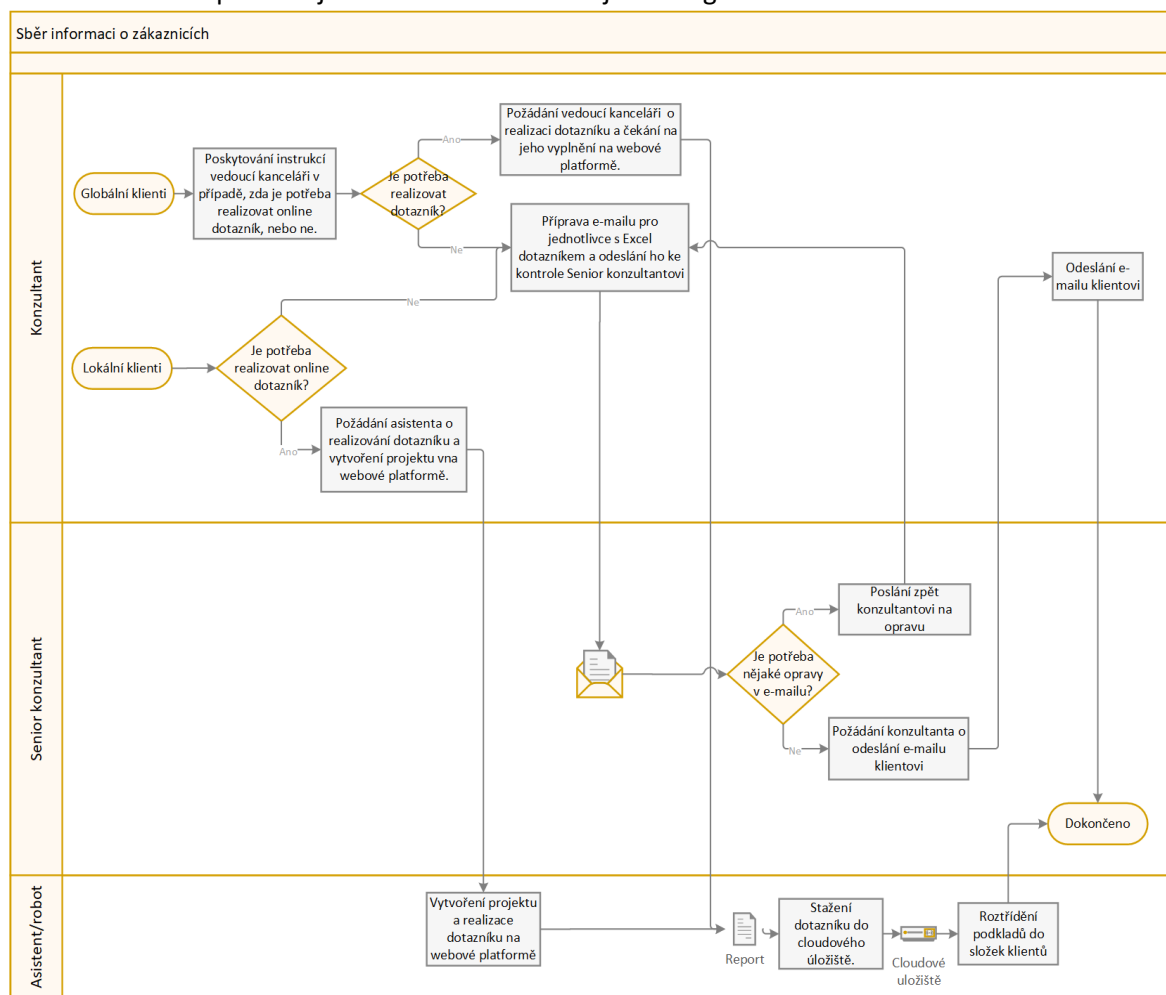 Sběr informaci o zákaznicích
Konzultant
Globální klienti
Poskytování instrukcí
vedoucí kanceláři v
případě, zda je potřeba
realizovat online
dotazník, nebo ne.
Je potřeba
realizovat
dotazník?
Ano
Požádání vedoucí kanceláři o
realizaci dotazníku a čekání na
jeho vyplnění na webové
platformě.
Ne
Příprava e-mailu pro
jednotlivce s Excel
dotazníkem a odeslání ho ke
kontrole Senior konzultantovi
Odeslání e-
mailu klientovi
Lokální klienti
Je potřeba
realizovat online
dotazník?
Ne
Ano
Požádání asistenta o
realizování dotazníku a
vytvoření projektu vna
webové platformě.
Senior konzultant
Je potřeba
nějaké opravy
v e-mailu?
Ano
Poslání zpět
konzultantovi na
opravu
Ne
Požádání konzultanta o
odeslání e-mailu
klientovi
Dokončeno
Asistent/robot
Vytvoření projektu
a realizace
dotazníku na
webové platformě
Report
Stažení
dotazníku do
cloudového
úložiště.
Cloudové
uložiště
Roztřídění
podkladů do
složek klientů